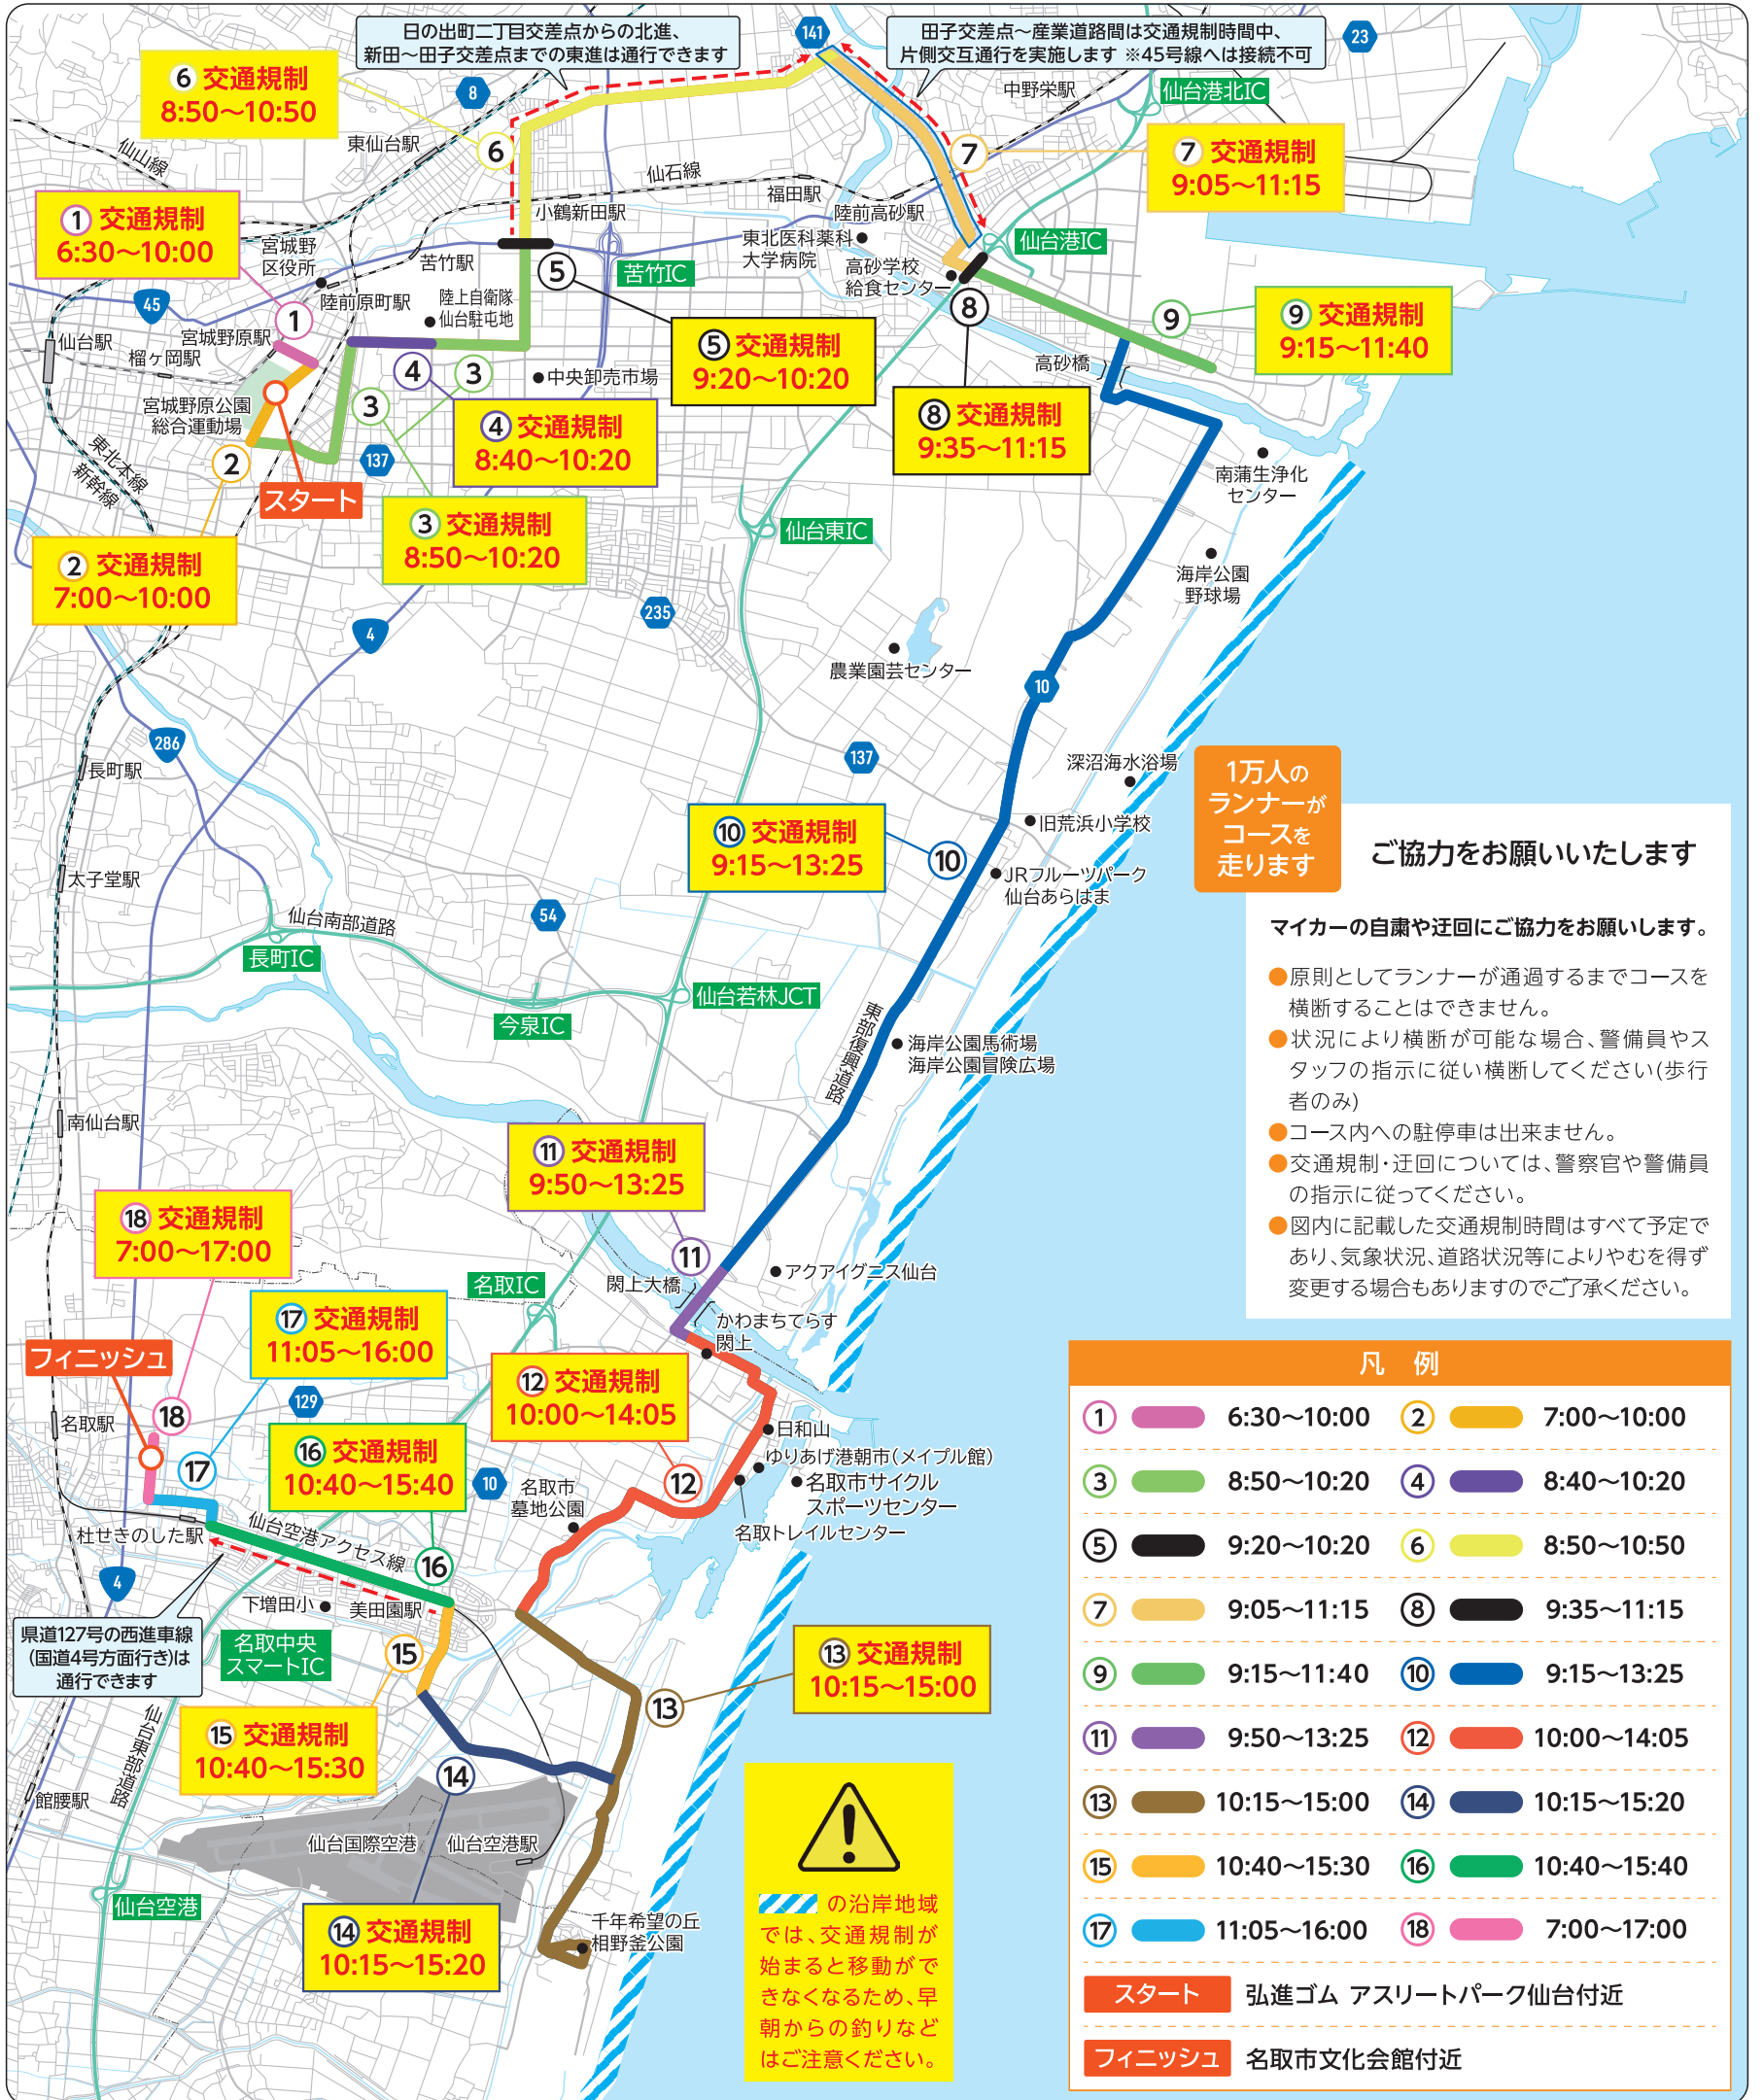 日の出町二丁目交差点からの北進、
新田～田子交差点までの東進は通行できます
田子交差点～産業道路間は交通規制時間中、
片側交互通行を実施します ※45号線へは接続不可
141
23
8
⑥ 交通規制
8:50～10:50
6
中野栄駅
仙台港北IC
東仙台駅
仙山線
仙石線
福田駅
7
⑦ 交通規制
9:05～11:15
① 交通規制
6:30～10:00
小鶴新田駅
陸前高砂駅
東北医科薬科
大学病院
仙台港IC
宮城野
区役所
苦竹駅
苦竹IC
5
高砂学校
給食センター
8
45
陸前原町駅
陸上自衛隊
仙台駐屯地
1
⑤ 交通規制
9:20～10:20
9
⑨ 交通規制
9:15～11:40
仙台駅
宮城野原駅
榴ヶ岡駅
高砂橋
4
3
中央卸売市場
⑧ 交通規制
9:35～11:15
宮城野原公園
総合運動場
3
④ 交通規制
8:40～10:20
東北本線
新幹線
2
137
スタート
南蒲生浄化
センター
③ 交通規制
8:50～10:20
仙台東IC
② 交通規制
7:00～10:00
海岸公園
野球場
235
4
農業園芸センター
10
286
137
長町駅
深沼海水浴場
1万人の
ランナーが
コースを
走ります
ご協力をお願いいたします
⑩ 交通規制
9:15～13:25
10
旧荒浜小学校
JRフルーツパーク
仙台あらはま
太子堂駅
仙台南部道路
54
長町IC
今泉IC
仙台若林JCT
東部復興道路
海岸公園馬術場
海岸公園冒険広場
マイカーの自粛や迂回にご協力をお願いします。
●原則としてランナーが通過するまでコースを
横断することはできません。
●状況により横断が可能な場合、警備員やス
タッフの指示に従い横断してください(歩行
者のみ)
●コース内への駐停車は出来ません。
●交通規制・迂回については、警察官や警備員
の指示に従ってください。
●図内に記載した交通規制時間はすべて予定で
あり、気象状況、道路状況等によりやむを得ず
変更する場合もありますのでご了承ください。
南仙台駅
⑪ 交通規制
9:50～13:25
⑱ 交通規制
7:00～17:00
11
閖上大橋
アクアイグニス仙台
名取IC
かわまちてらす
閖上
⑰ 交通規制
11:05～16:00
フィニッシュ
⑫ 交通規制
10:00～14:05
129
名取駅
18
⑯ 交通規制
10:40～15:40
日和山
ゆりあげ港朝市(メイプル館)
17
10
名取市
墓地公園
12
名取市サイクル
スポーツセンター
名取トレイルセンター
杜せきのした駅
仙台空港アクセス線
16
4
下増田小
美田園駅
県道127号の西進車線
(国道4号方面行き)は
通行できます
名取中央
スマートIC
15
⑬ 交通規制
10:15～15:00
13
仙台東部道路
⑮ 交通規制
10:40～15:30
14
館腰駅
仙台国際空港
仙台空港駅
仙台空港
⑭ 交通規制
10:15～15:20
千年希望の丘
相野釜公園
の沿岸地域
では、交通規制が
始まると移動がで
きなくなるため、早
朝からの釣りなど
はご注意ください。
凡 例
① 6:30～10:00 ② 7:00～10:00
③ 8:50～10:20 ④ 8:40～10:20
⑤ 9:20～10:20 ⑥ 8:50～10:50
⑦ 9:05～11:15 ⑧ 9:35～11:15
⑨ 9:15～11:40 ⑩ 9:15～13:25
⑪ 9:50～13:25 ⑫ 10:00～14:05
⑬ 10:15～15:00 ⑭ 10:15～15:20
⑮ 10:40～15:30 ⑯ 10:40～15:40
⑰ 11:05～16:00 ⑱ 7:00～17:00
スタート 弘進ゴム アスリートパーク仙台付近
フィニッシュ 名取市文化会館付近